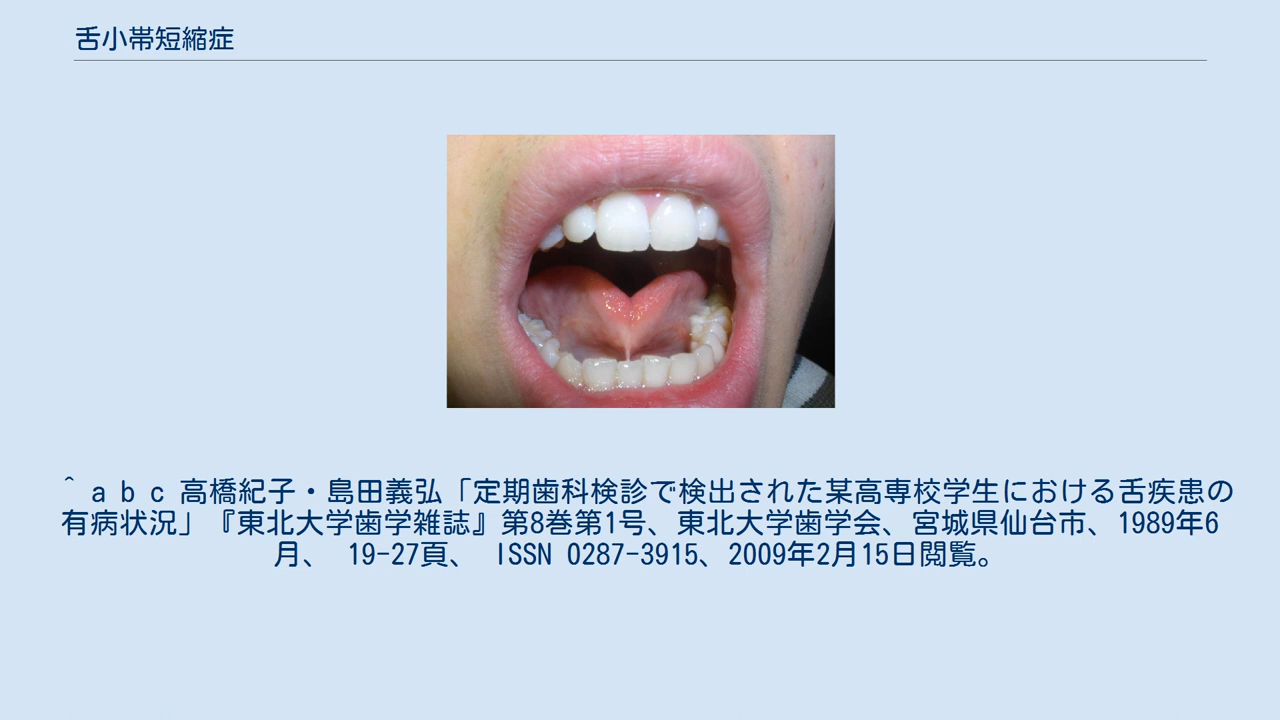 舌小帯短縮症
^ a b c 高橋紀子・島田義弘「定期歯科検診で検出された某高専校学生における舌疾患の
有病状況」『東北大学歯学雑誌』第8巻第1号、東北大学歯学会、宮城県仙台市、1989年6
月、 19-27頁、 ISSN 0287-3915、2009年2月15日閲覧。